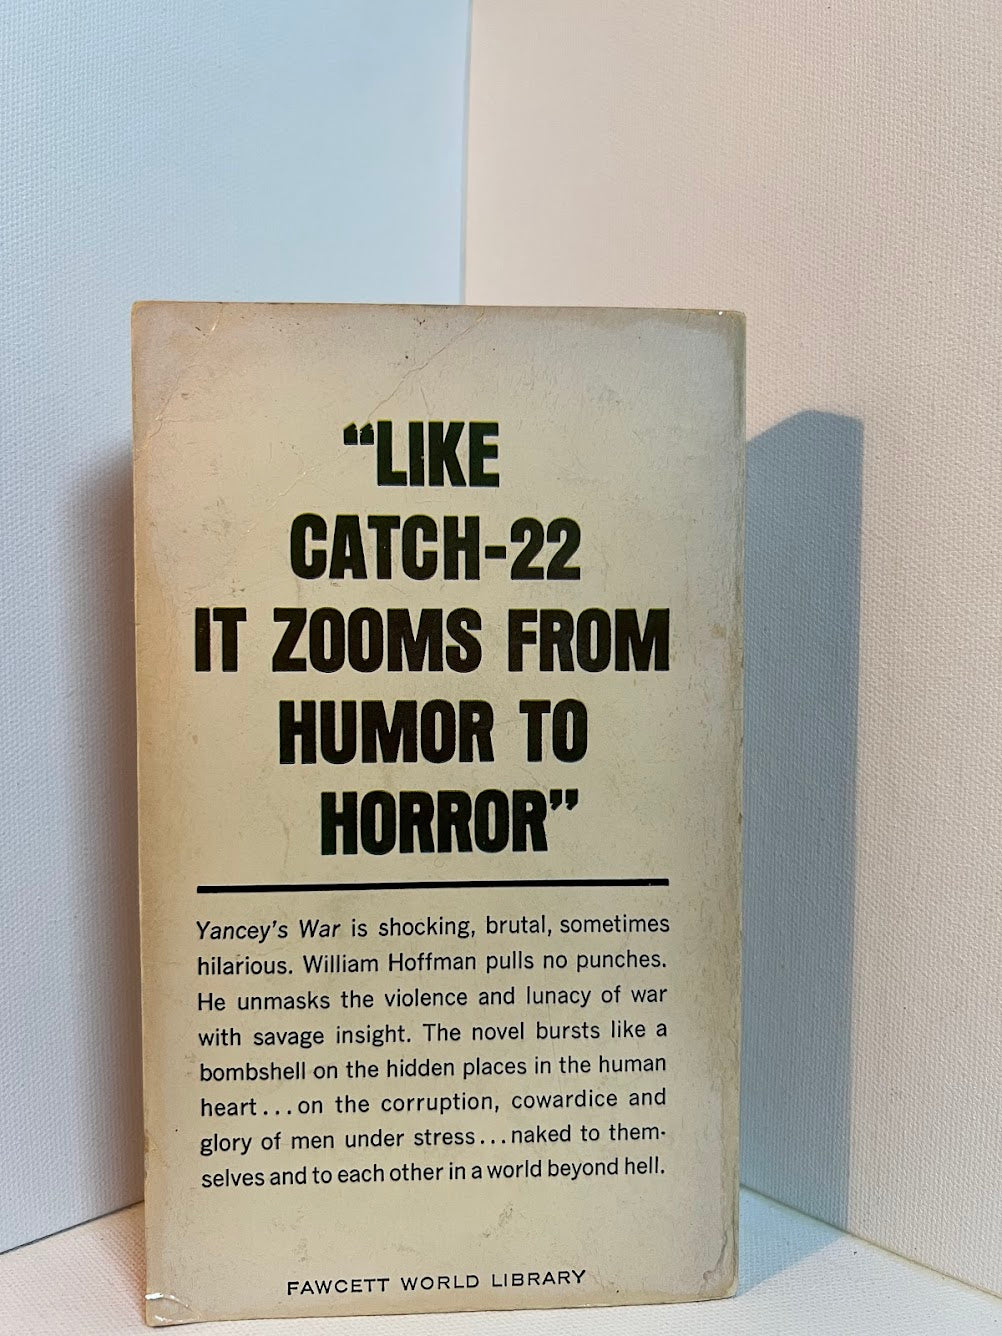 “LIKE
CATCH-22
IT ZOOMS FROM
HUMOR TO
HORROR”
Yancey’s War is shocking, brutal, sometimes
hilarious. William Hoffman pulls no punches.
He unmasks the violence and lunacy of war
with savage insight. The novel bursts like a
bombshell on the hidden places in the human
heart...on the corruption, cowardice and
glory of men under stress...naked to them-
selves and to each other in a world beyond hell.
FAWCETT WORLD LIBRARY